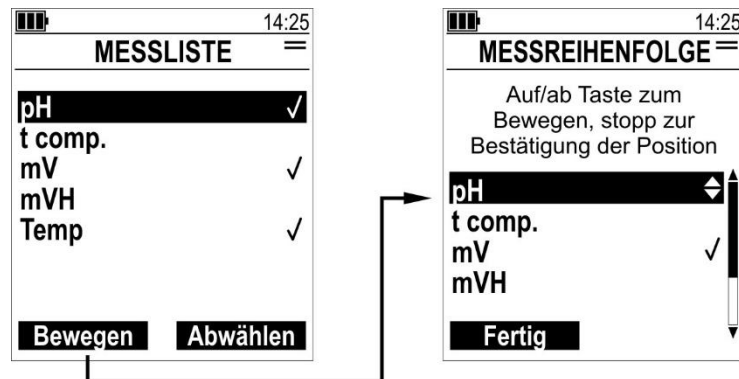 14:25
MESSLISTE
pH ✓
t comp.
mV ✓
mVH
Temp ✓
Bewegen Abwählen
14:25
MESSREIHENFOLGE
Auf/ab Taste zum
Bewegen, stopp zur
Bestätigung der Position
pH
t comp.
mV ✓
mVH
Fertig